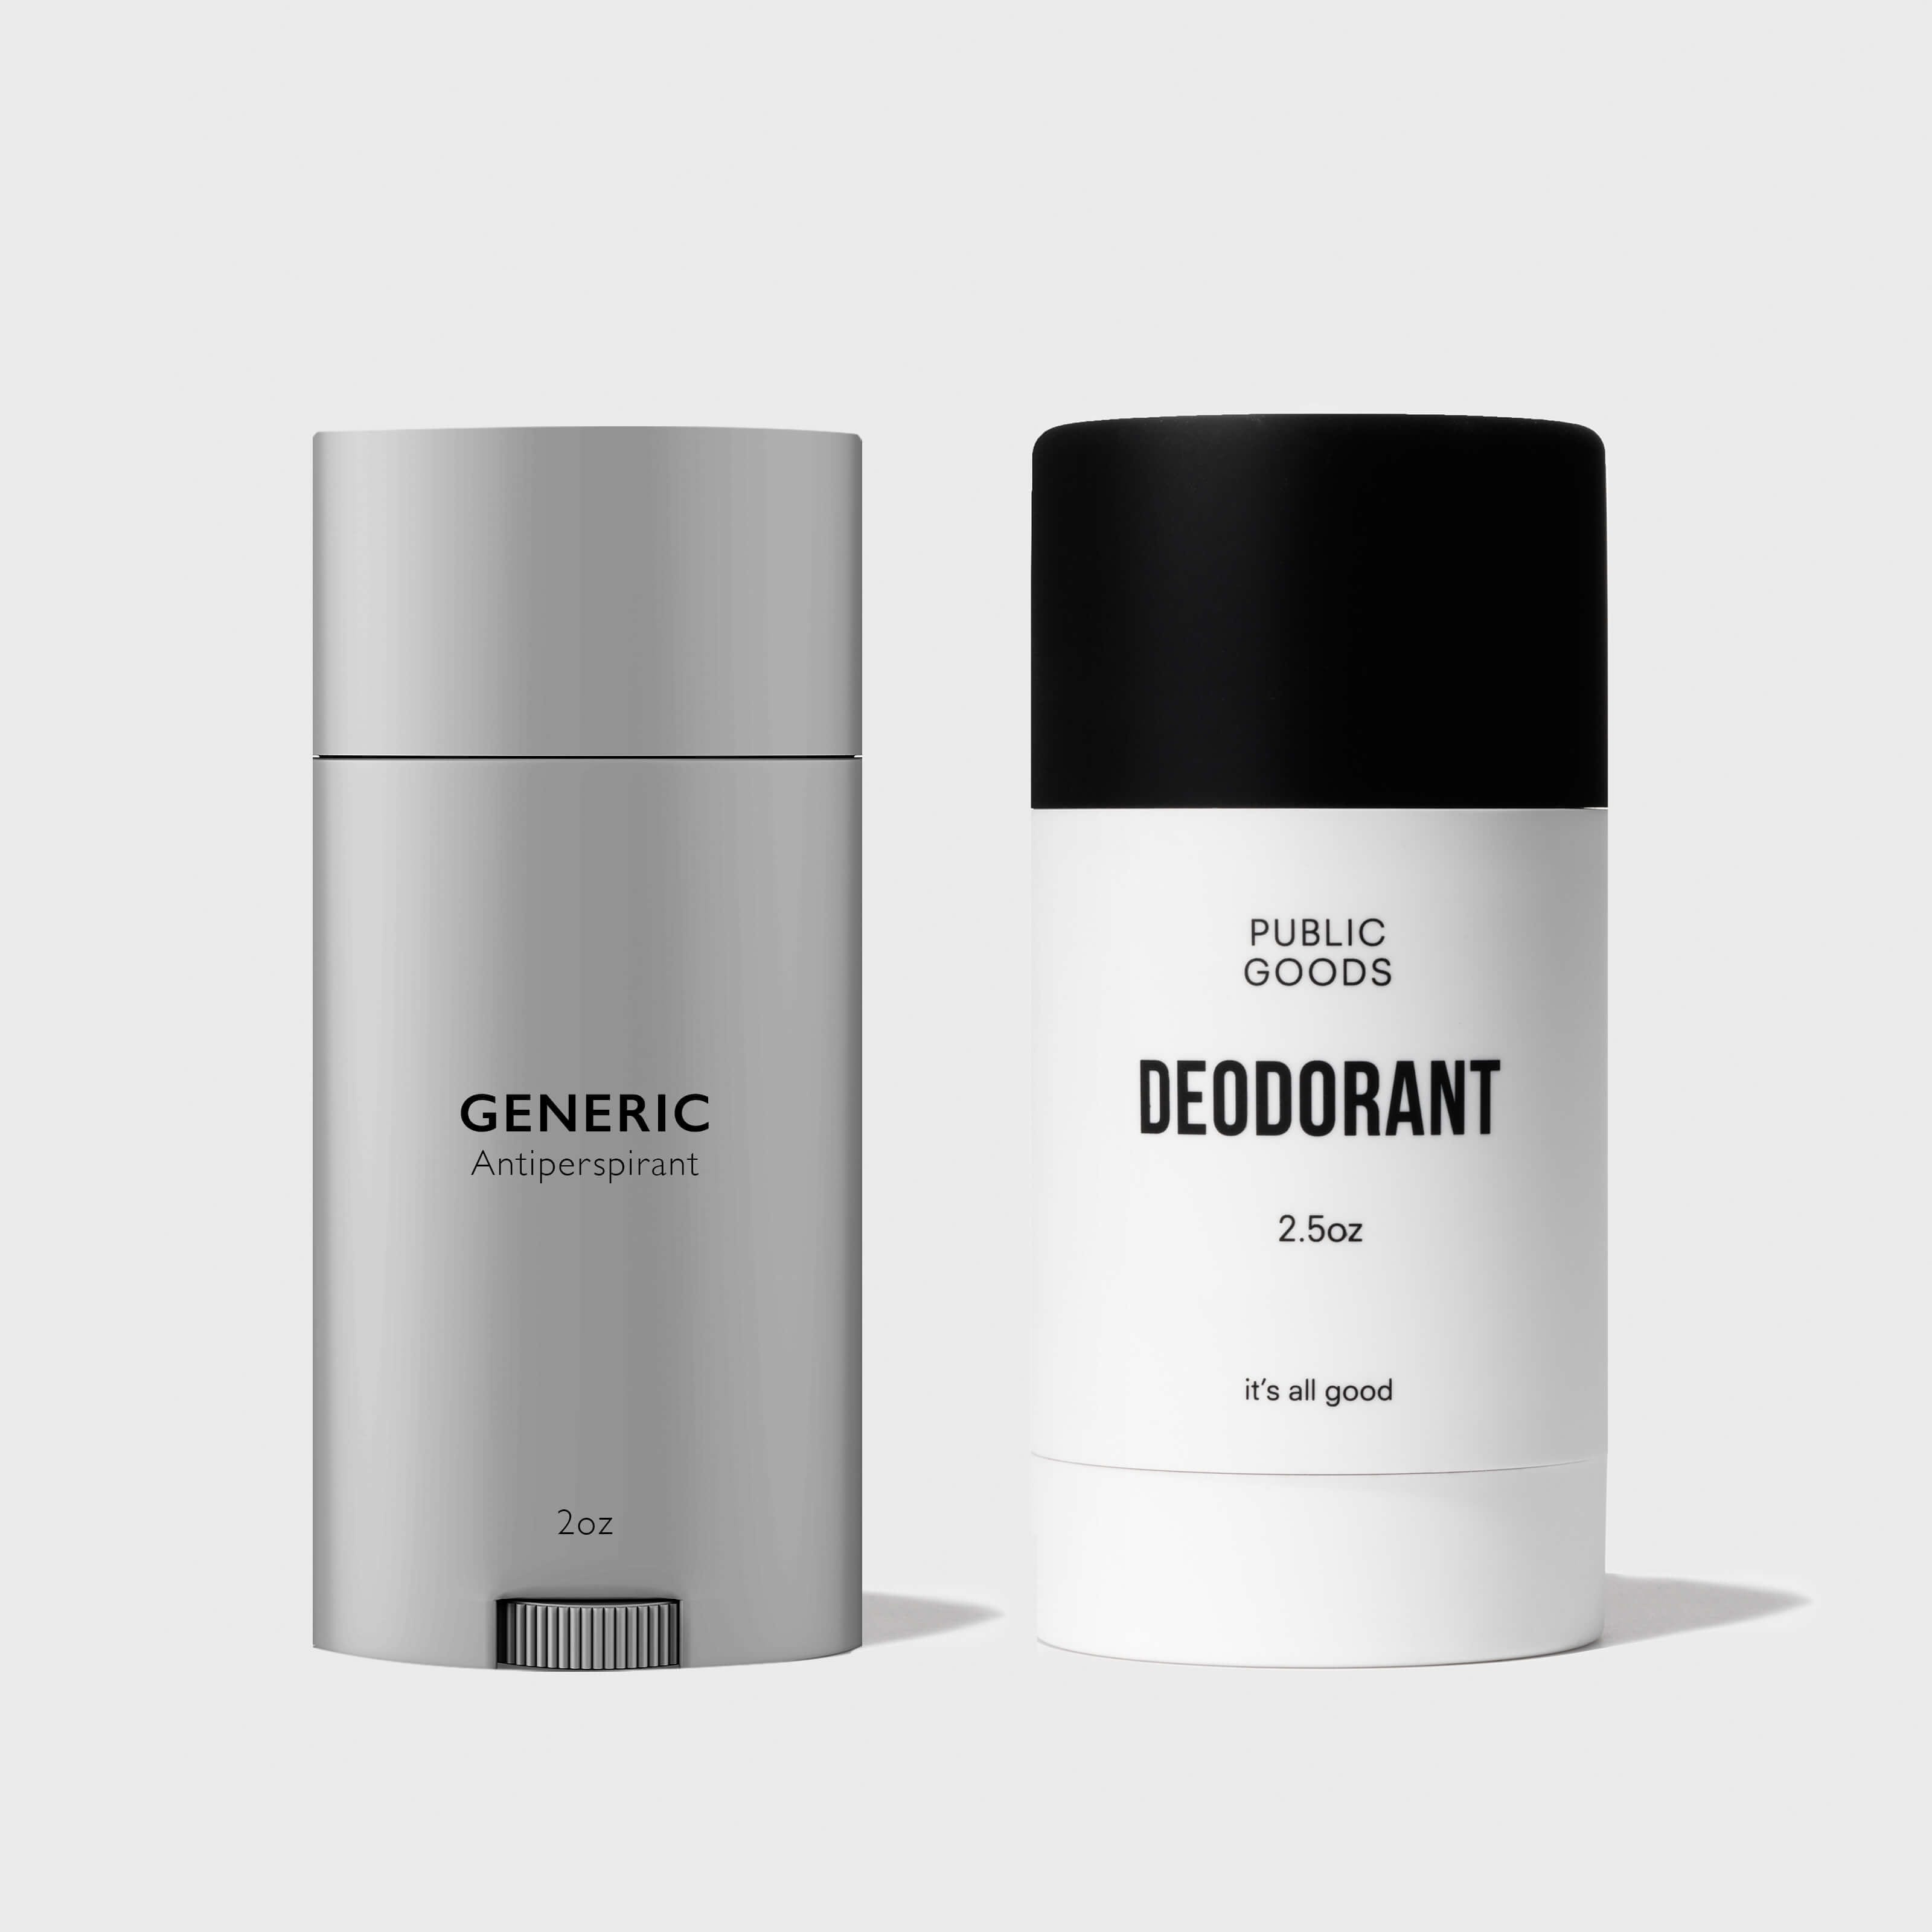 GENERIC
Antiperspirant
2oz
PUBLIC
GOODS
DEODORANT
2.5oz
it's all good